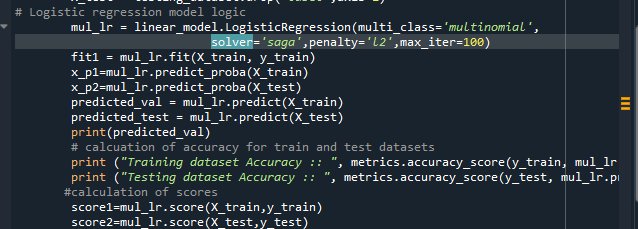 # Logistic regression model logic
mul_lr = linear_model.LogisticRegression(multi_class='multinomial',
solver='saga',penalty='l2',max_iter=100)
fit1 = mul_lr.fit(X_train, y_train)
x_p1=mul_lr.predict_proba(X_train)
x_p2=mul_lr.predict_proba(X_test)
predicted_val = mul_lr.predict(X_train)
predicted_test = mul_lr.predict(X_test)
print(predicted_val)
# calcuation of accuracy for train and test datasets
print ("Training dataset Accuracy :: ", metrics.accuracy_score(y_train, mul_lr
print ("Testing dataset Accuracy :: ", metrics.accuracy_score(y_test, mul_lr.pr
#calculation of scores
score1=mul_lr.score(X_train,y_train)
score2=mul_lr.score(X_test,y_test)